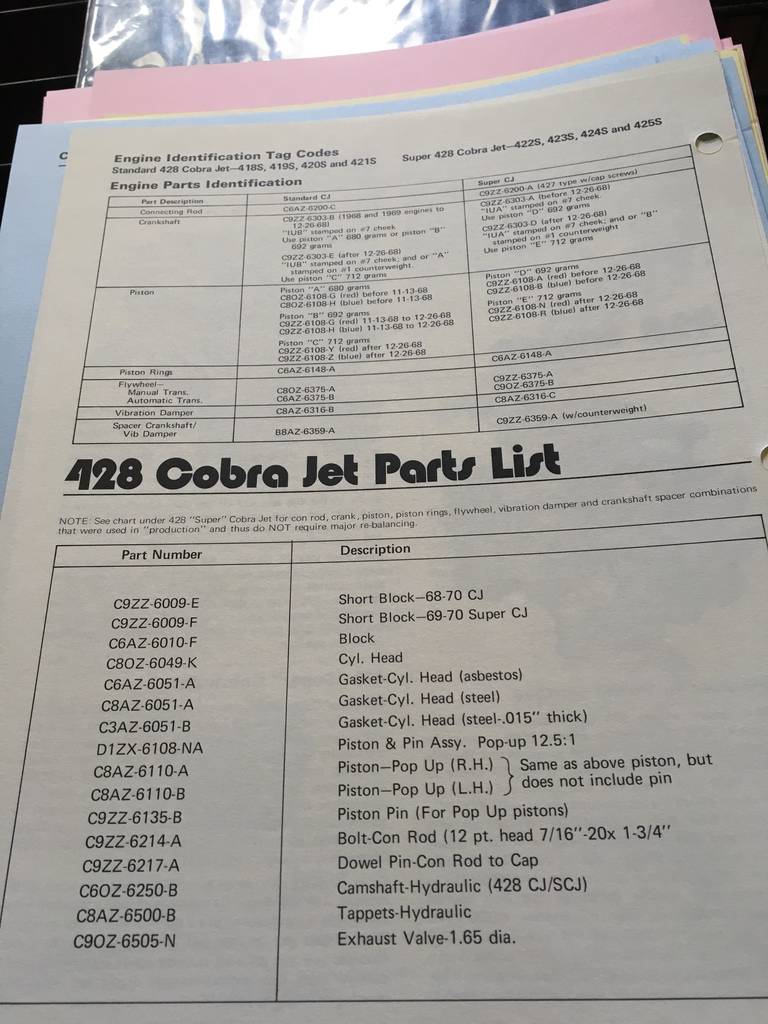 C
Engine Identification Tag Codes
Standard 428 Cobra Jet—418S, 419S, 420S and 421S
Super 428 Cobra Jet—422S, 423S, 424S and 425S
Engine Parts Identification
Part Description
Standard CJ
Super CJ
Connecting Rod
C6AZ-6200-C
C9ZZ-6200-A (427 type w/cap screws)
Crankshaft
C9ZZ-6303-B (1968 and 1969 engines to
12-26-68)
"IUB" stamped on #7 cheek
Use piston "A" 680 grams or piston "B"
692 grams
C9ZZ-6303-E (after 12-26-68)
"IUB" stamped on #7 cheek; and or "A"
stamped on #1 counterweight.
Use piston "C" 712 grams
C9ZZ-6303-A (before 12-26-68)
"IUA" stamped on #7 cheek.
Use piston "D" 692 grams
C9ZZ-6303-D (after 12-26-68)
"IUA" stamped on #7 cheek; and or "B"
stamped on #1 counterweight
Use piston "E" 712 grams
Piston
Piston "A" 680 grams
C8OZ-6108-G (red) before 11-13-68
C8OZ-6108-H (blue) before 11-13-68
Piston "B" 692 grams
C9ZZ-6108-G (red) 11-13-68 to 12-26-68
C9ZZ-6108-H (blue) 11-13-68 to 12-26-68
Piston "C" 712 grams
C9ZZ-6108-Y (red) after 12-26-68
C9ZZ-6108-Z (blue) after 12-26-68
Piston "D" 692 grams
C9ZZ-6108-A (red) before 12-26-68
C9ZZ-6108-B (blue) before 12-26-68
Piston "E" 712 grams
C9ZZ-6108-N (red) after 12-26-68
C9ZZ-6108-R (blue) after 12-26-68
Piston Rings
C6AZ-6148-A
C6AZ-6148-A
Flywheel—
Manual Trans.
Automatic Trans.
C8OZ-6375-A
C6AZ-6375-B
C9ZZ-6375-A
C9OZ-6375-B
Vibration Damper
C8AZ-6316-B
C8AZ-6316-C
Spacer Crankshaft/
Vib Damper
B8AZ-6359-A
C9ZZ-6359-A (w/counterweight)
428 Cobra Jet Parts List
NOTE: See chart under 428 "Super" Cobra Jet for con rod, crank, piston, piston rings, flywheel, vibration damper and crankshaft spacer combinations
that were used in "production" and thus do NOT require major re-balancing.
Part Number
Description
C9ZZ-6009-E
Short Block—68-70 CJ
C9ZZ-6009-F
Short Block—69-70 Super CJ
C6AZ-6010-F
Block
C8OZ-6049-K
Cyl. Head
C6AZ-6051-A
Gasket-Cyl. Head (asbestos)
C8AZ-6051-A
Gasket-Cyl. Head (steel)
C3AZ-6051-B
Gasket-Cyl. Head (steel-.015" thick)
D1ZX-6108-NA
Piston & Pin Assy. Pop-up 12.5:1
C8AZ-6110-A
Piston—Pop Up (R.H.)
C8AZ-6110-B
Piston—Pop Up (L.H.)
Same as above piston, but
does not include pin
C9ZZ-6135-B
Piston Pin (For Pop Up pistons)
C9ZZ-6214-A
Bolt-Con Rod (12 pt. head 7/16"-20x 1-3/4"
C9ZZ-6217-A
Dowel Pin-Con Rod to Cap
C6OZ-6250-B
Camshaft-Hydraulic (428 CJ/SCJ)
C8AZ-6500-B
Tappets-Hydraulic
C9OZ-6505-N
Exhaust Valve-1.65 dia.